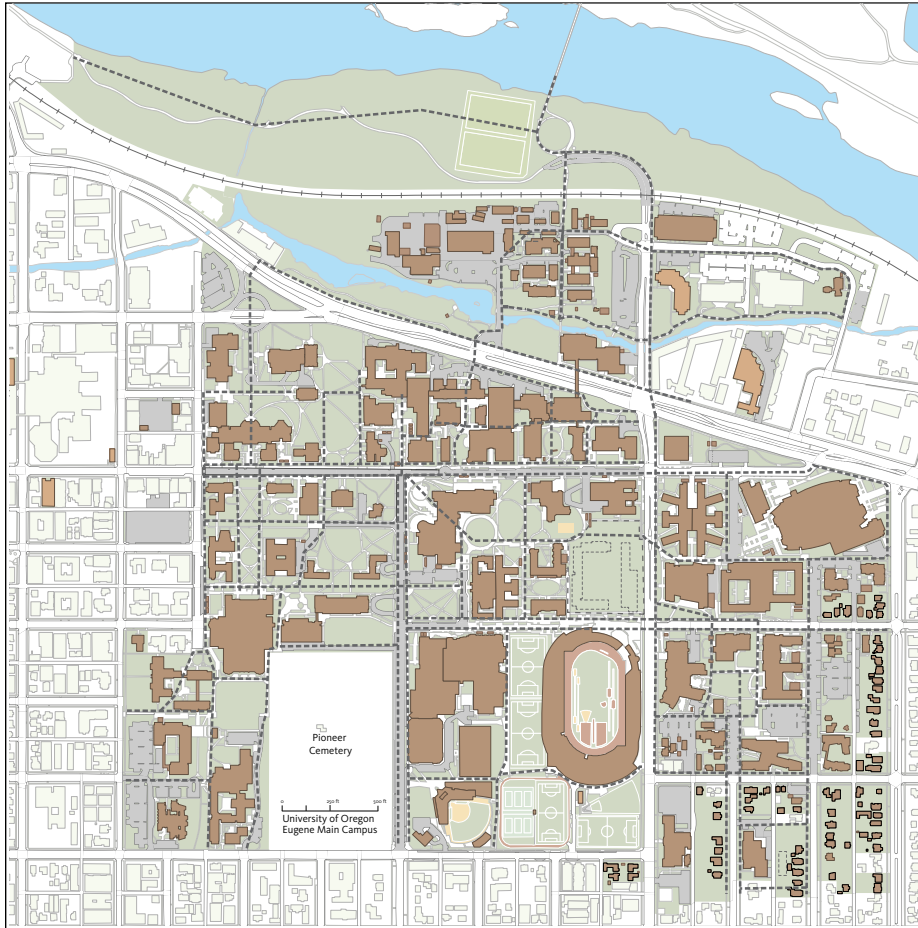 Pioneer
Cemetery
0 250 ft 500 ft
University of Oregon
Eugene Main Campus